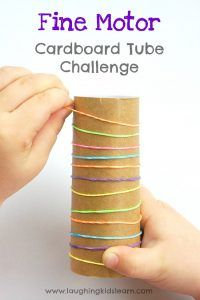 Fine Motor
Cardboard Tube
Challenge
www.laughingkidslearn.com